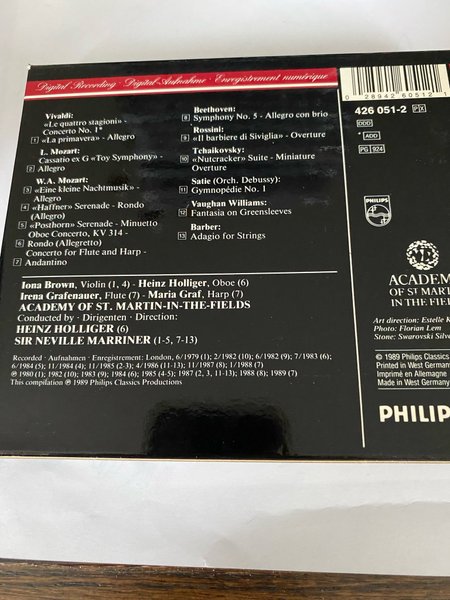 Digital Recording · Digital-Aufnahme · Enregistrement numérique
Vivaldi:
«Le quattro stagioni» -
Concerto No. 1*
1 «La primavera» - Allegro
L. Mozart:
Cassatio ex G «Toy Symphony» -
2 Allegro
W.A. Mozart:
3 «Eine kleine Nachtmusik» -
Allegro
4 «Haffner» Serenade - Rondo
(Allegro)
5 «Posthorn» Serenade - Minuetto
Oboe Concerto, KV 314 -
6 Rondo (Allegretto)
Concerto for Flute and Harp -
7 Andantino
Beethoven:
8 Symphony No. 5 - Allegro con brio
Rossini:
9 «Il barbiere di Siviglia» - Overture
Tchaikovsky:
10 «Nutcracker» Suite - Miniature
Overture
Satie (Orch. Debussy):
11 Gymnopédie No. 1
Vaughan Williams:
12 Fantasia on Greensleeves
Barber:
13 Adagio for Strings
Iona Brown, Violin (1, 4) - Heinz Holliger, Oboe (6)
Irena Grafenauer, Flute (7) - Maria Graf, Harp (7)
ACADEMY OF ST. MARTIN-IN-THE-FIELDS
Conducted by · Dirigenten · Direction:
HEINZ HOLLIGER (6)
SIR NEVILLE MARRINER (1-5, 7-13)
Recorded · Aufnahmen · Enregistrement: London, 6/1979 (1); 2/1982 (10); 6/1982 (9); 7/1983 (6);
6/1984 (5); 11/1984 (4); 11/1985 (2-3); 4/1986 (11-13); 11/1987 (8); 1/1988 (7)
℗ 1980 (1); 1982 (10); 1983 (9); 1984 (6); 1985 (4-5); 1987 (2, 3, 11-13); 1988 (8); 1989 (7)
This compilation ℗ 1989 Philips Classics Productions
0 28942 60512
426 051-2 PX
DDD
* ADD
PG 924
PHILIPS
ACADEMY
OF ST MARTIN
IN THE FIELDS
Art direction: Estelle
Photo: Florian Lem
Stone: Swarovski
© 1989 Philips Classics
Printed in West Germany
Imprimé en Allemagne
Made in West Germany
PHILIP